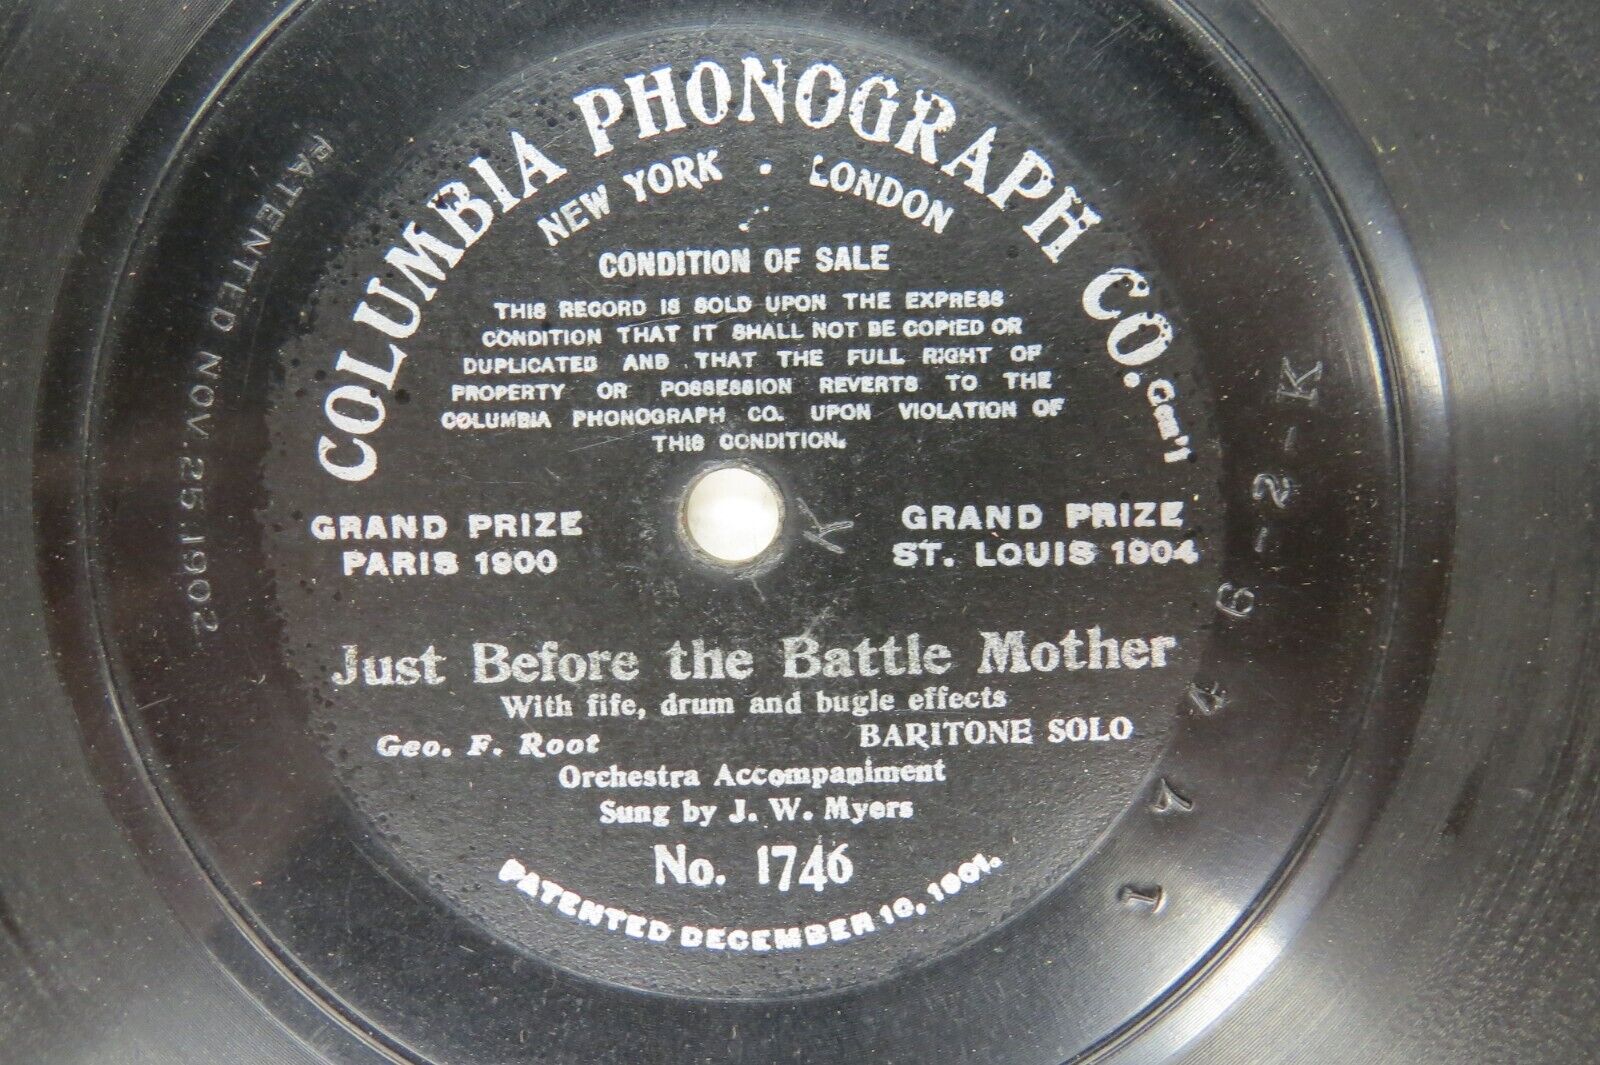 COLUMBIA PHONOGRAPH CO. Gen'l
NEW YORK · LONDON
CONDITION OF SALE
THIS RECORD IS SOLD UPON THE EXPRESS
CONDITION THAT IT SHALL NOT BE COPIED OR
DUPLICATED AND THAT THE FULL RIGHT OF
PROPERTY OR POSSESSION REVERTS TO THE
COLUMBIA PHONOGRAPH CO. UPON VIOLATION OF
THIS CONDITION.
GRAND PRIZE
PARIS 1900
GRAND PRIZE
ST. LOUIS 1904
Just Before the Battle Mother
With fife, drum and bugle effects
Geo. F. Root
BARITONE SOLO
Orchestra Accompaniment
Sung by J. W. Myers
No. 1746
PATENTED DECEMBER 10, 1901.
PATENTED NOV. 25, 1902
1746-2-K